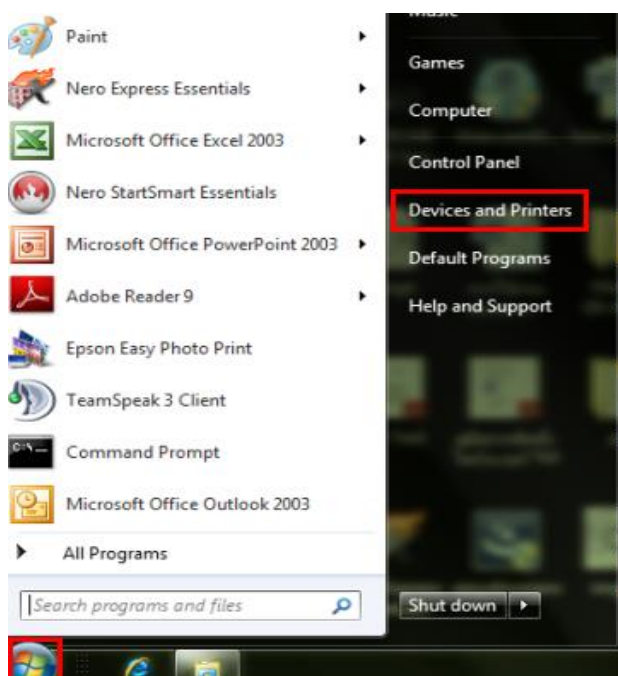 Paint
Nero Express Essentials
Microsoft Office Excel 2003
Nero StartSmart Essentials
Microsoft Office PowerPoint 2003
Adobe Reader 9
Epson Easy Photo Print
TeamSpeak 3 Client
Command Prompt
Microsoft Office Outlook 2003
All Programs
Search programs and files
Music
Games
Computer
Control Panel
Devices and Printers
Default Programs
Help and Support
Shut down